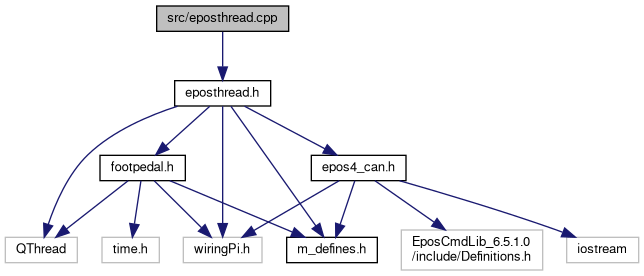 src/eposthread.cpp
eposthread.h
footpedal.h
epos4_can.h
QThread
time.h
wiringPi.h
m_defines.h
EposCmdLib_6.5.1.0
/include/Definitions.h
iostream